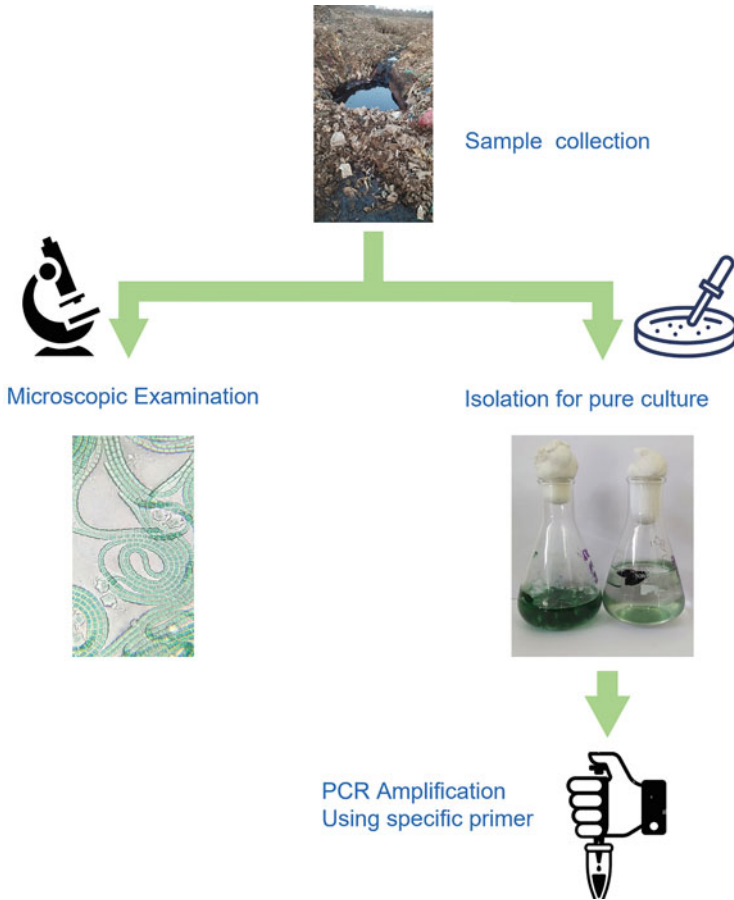 Sample collection
Microscopic Examination
Isolation for pure culture
PCR Amplification
Using specific primer